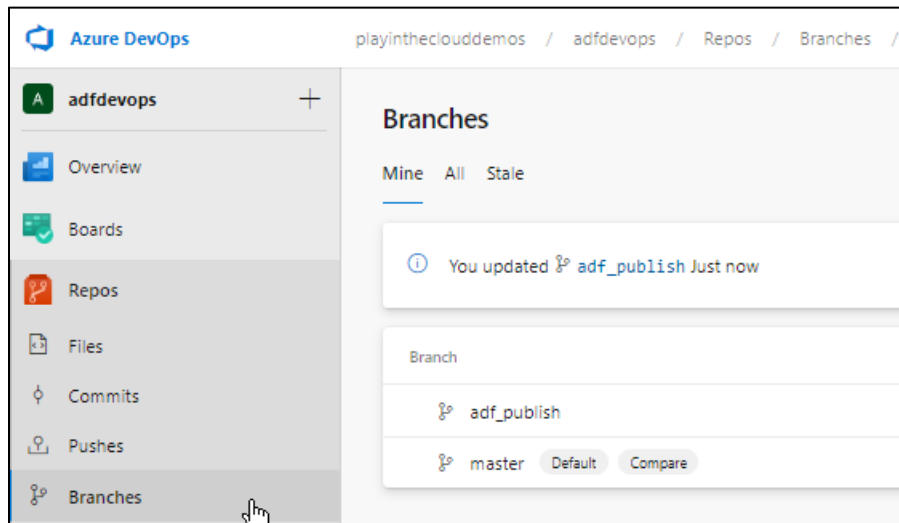 Azure DevOps
playintheclouddemos / adfdevops / Repos / Branches /
A adfdevops
Overview
Boards
Repos
Files
Commits
Pushes
Branches
Branches
Mine All Stale
You updated adf_publish Just now
Branch
adf_publish
master Default Compare